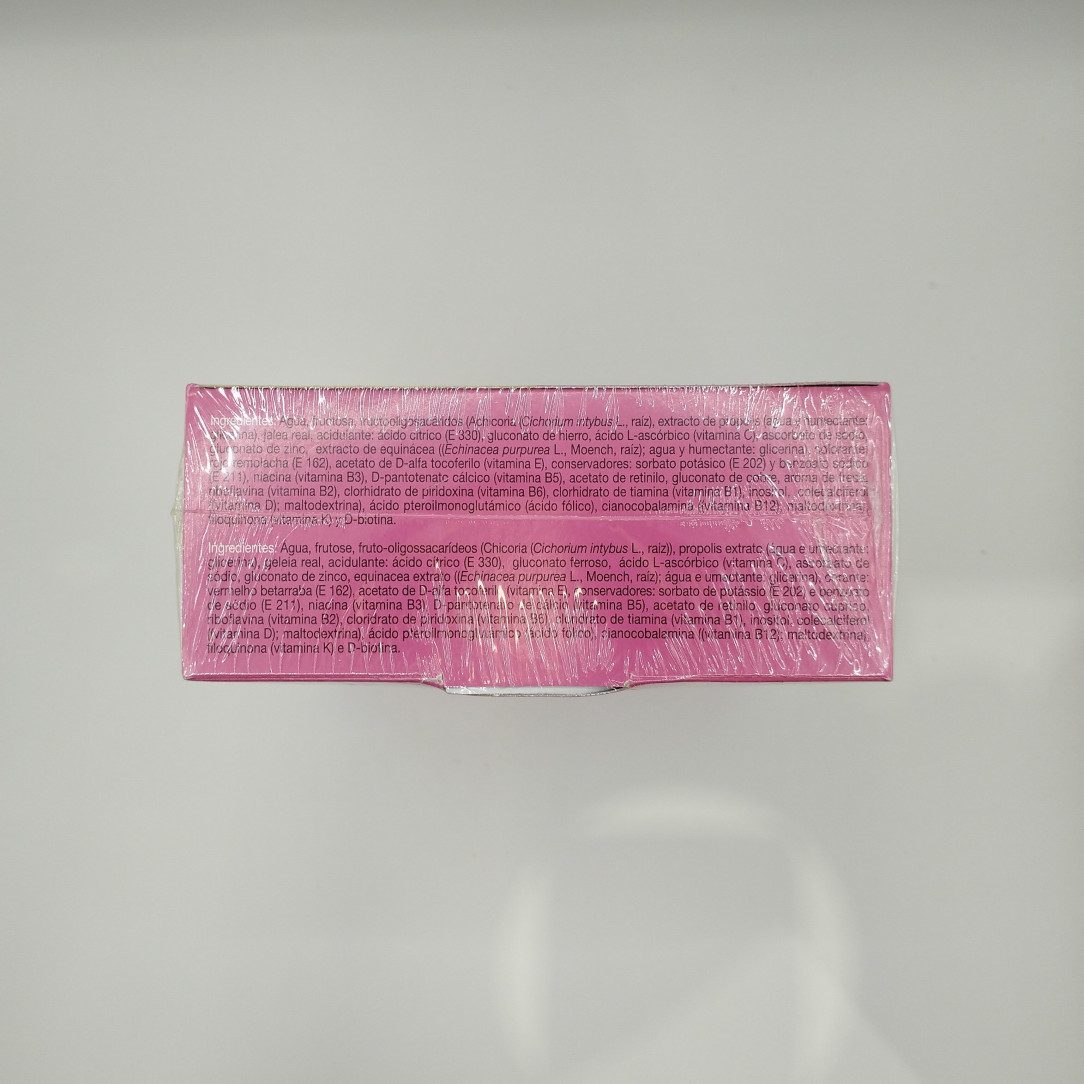 Ingredientes: Agua, fructosa, fructooligosacáridos (Achicoria (Cichorium intybus L., raíz), extracto de propolis (agua y humectante:
glicerina), jalea real, acidulante: ácido cítrico (E 330), gluconato de hierro, ácido L-ascórbico (vitamina C), ascorbato de sodio,
gluconato de zinc, extracto de equinácea ((Echinacea purpurea L., Moench, raíz); agua y humectante: glicerina), colorante:
rojo remolacha (E 162), acetato de D-alfa tocoferilo (vitamina E), conservadores: sorbato potásico (E 202) y benzoato sódico
(E 211), niacina (vitamina B3), D-pantotenato cálcico (vitamina B5), acetato de retinilo, gluconato de cobre, aroma de fresa,
riboflavina (vitamina B2), clorhidrato de piridoxina (vitamina B6), clorhidrato de tiamina (vitamina B1), inositol, colecalciferol
((vitamina D); maltodextrina), ácido pteroilmonoglutámico (ácido fólico), cianocobalamina ((vitamina B12); maltodextrina),
filoquinona (vitamina K) y D-biotina.
Ingredientes: Água, frutose, fruto-oligossacarídeos (Chicoria (Cichorium intybus L., raíz)), propolis extrato (água e umectante:
glicerina), geleia real, acidulante: ácido cítrico (E 330), gluconato ferroso, ácido L-ascórbico (vitamina C), ascorbato de
sódio, gluconato de zinco, equinacea extrato ((Echinacea purpurea L., Moench, raíz); água e umectante: glicerina), corante:
vermelho betarraba (E 162), acetato de D-alfa tocoferilo (vitamina E), conservadores: sorbato de potássio (E 202) e benzoato
de sódio (E 211), niacina (vitamina B3), D-pantotenato de cálcio (vitamina B5), acetato de retinilo, gluconato cuproso,
riboflavina (vitamina B2), cloridrato de piridoxina (vitamina B6), cloridrato de tiamina (vitamina B1), inositol, colecalciferol
((vitamina D); maltodextrina), ácido pteroilmonoglutámico (ácido fólico), cianocobalamina ((vitamina B12); maltodextrina),
filoquinona (vitamina K) e D-biotina.